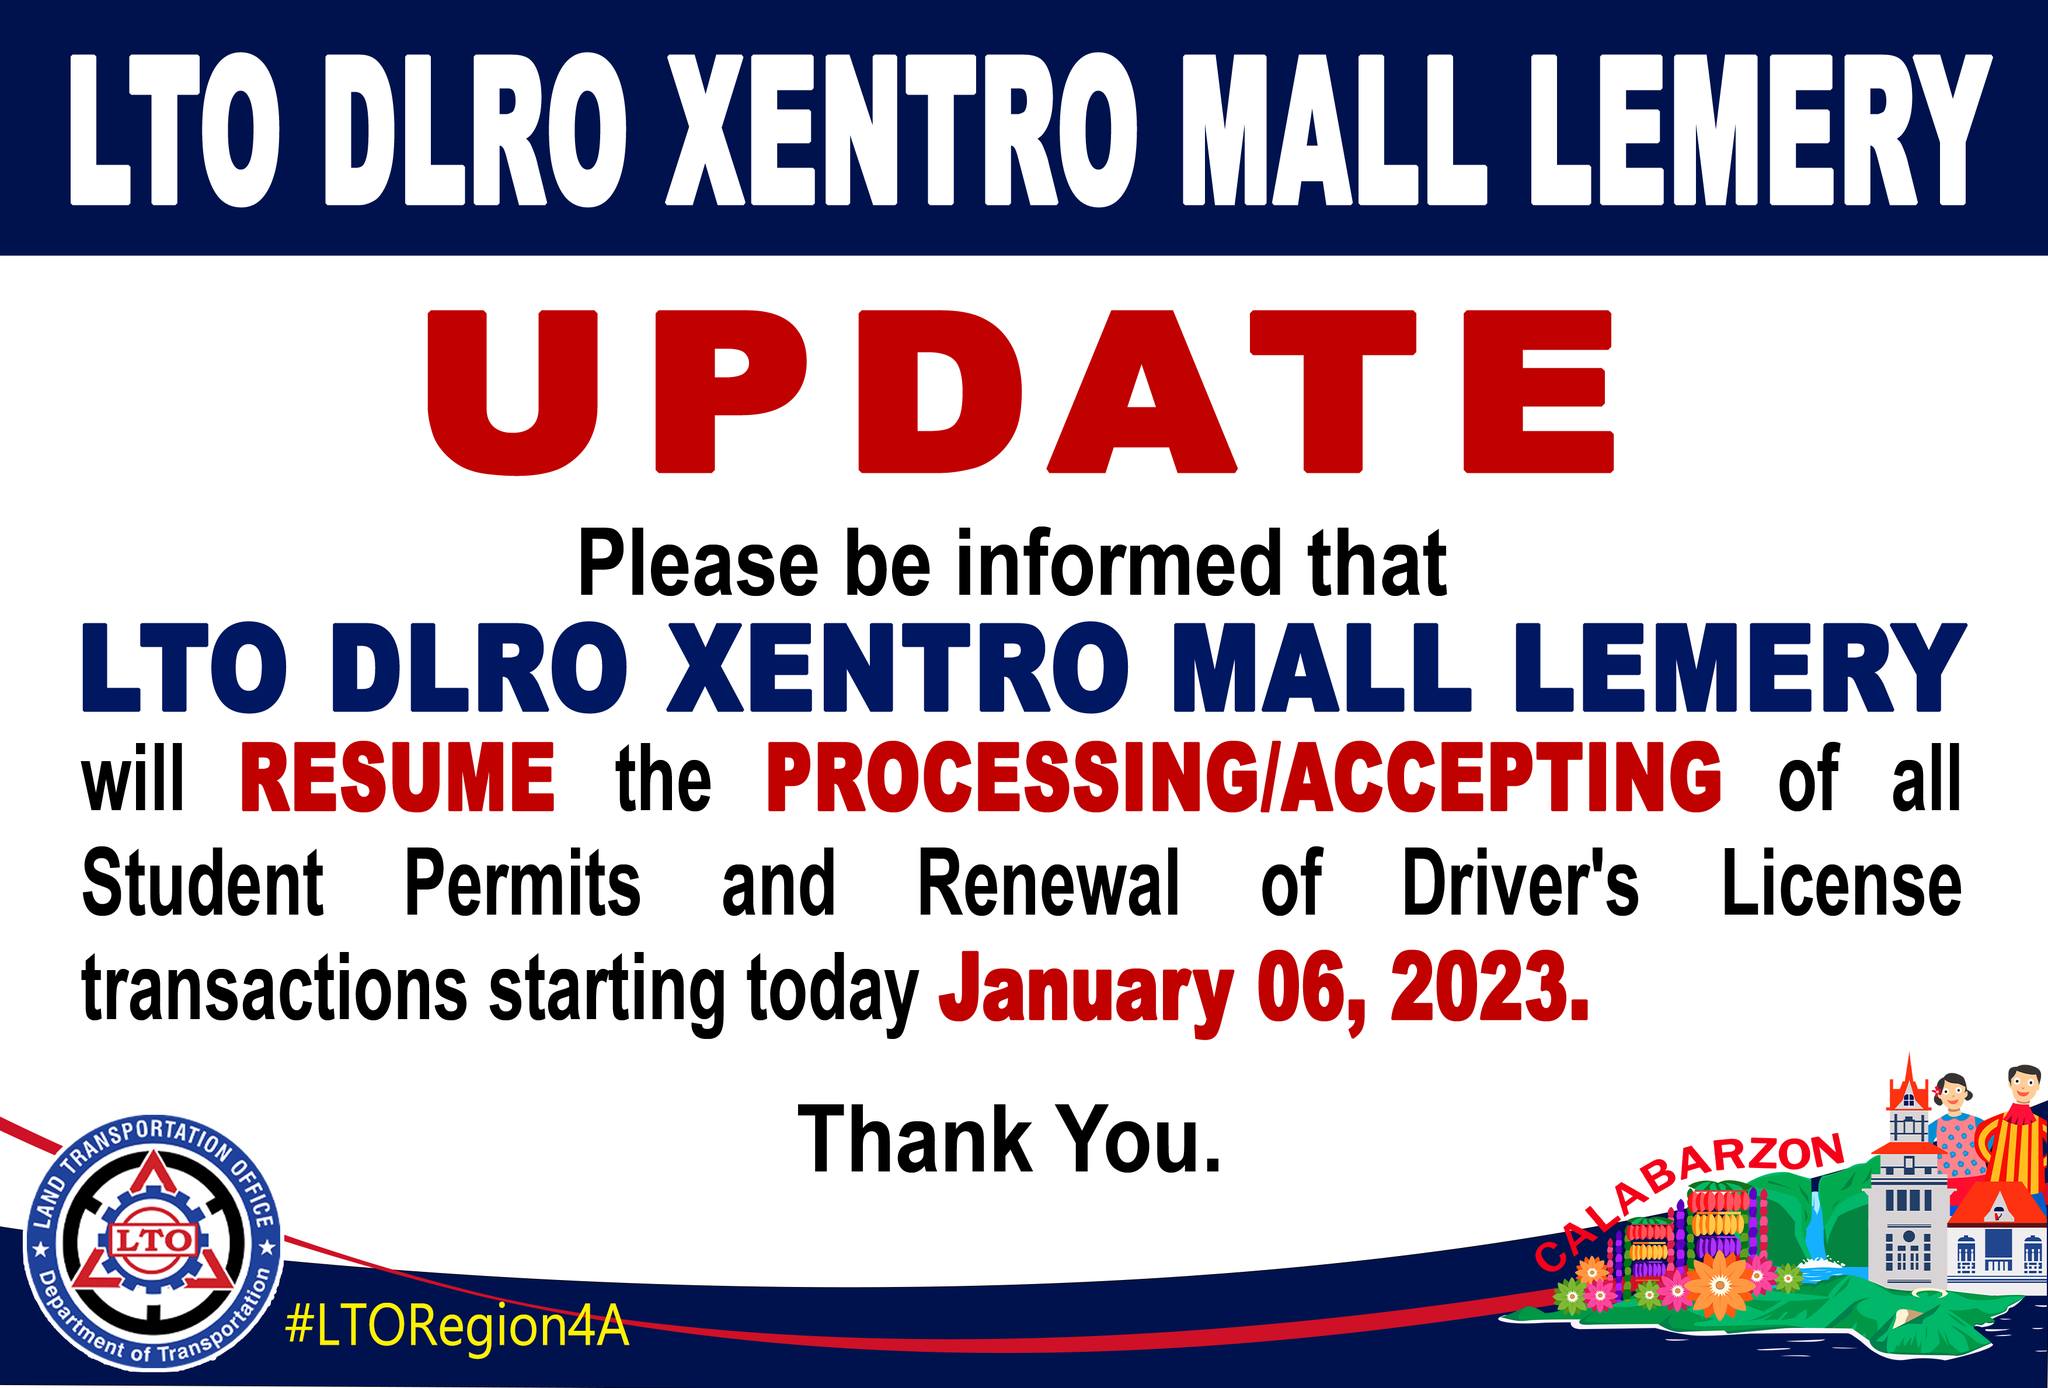 LTO DLRO XENTRO MALL LEMERY
UPDATE
Please be informed that
LTO DLRO XENTRO MALL LEMERY
will RESUME the PROCESSING/ACCEPTING of all
Student Permits and Renewal of Driver's License
transactions starting today January 06, 2023.
Thank You.
LAND TRANSPORTATION OFFICE
LTO
Department of Transportation
#LTORegion4A
CALABARZON